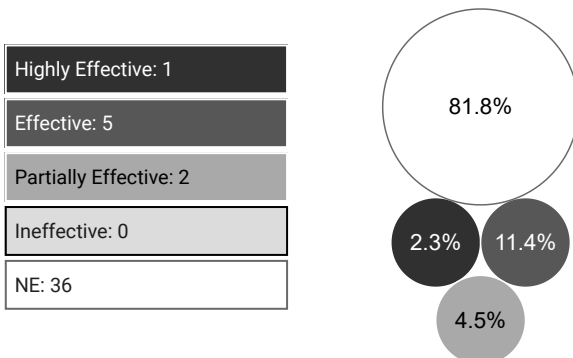 Highly Effective: 1
Effective: 5
Partially Effective: 2
Ineffective: 0
NE: 36
81.8%
2.3% 11.4%
4.5%